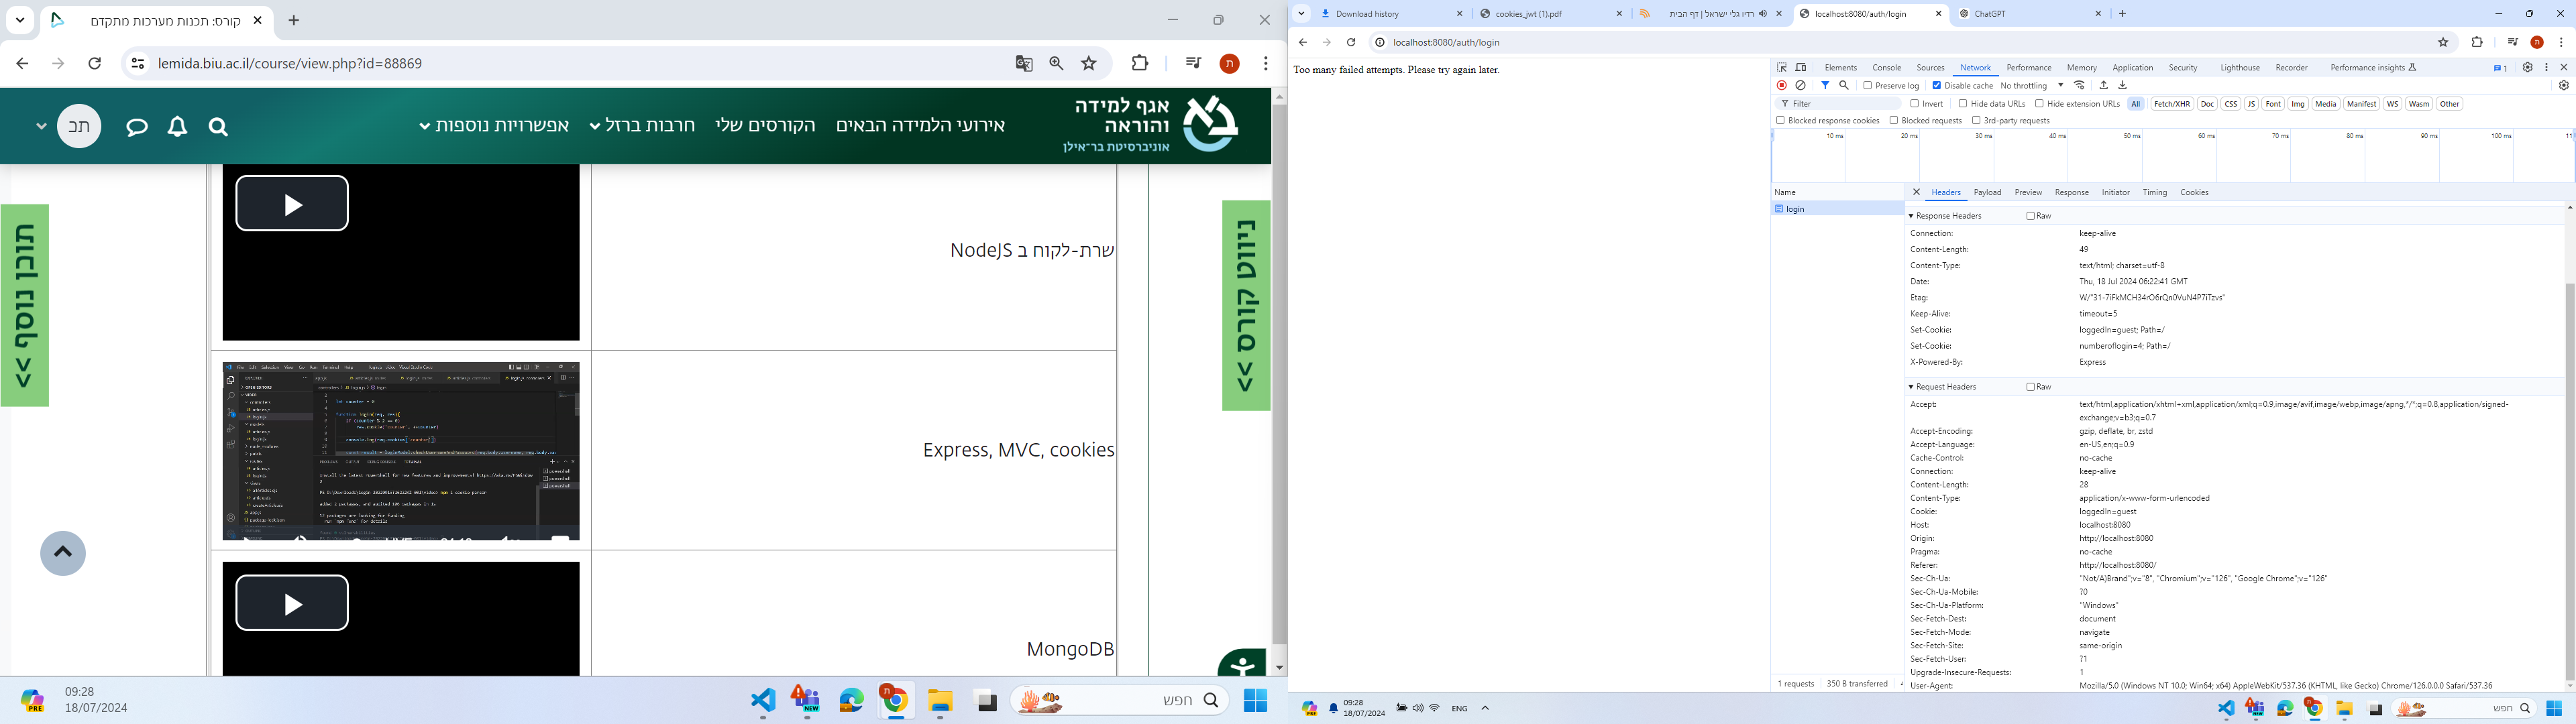 קורס: תכנות מערכות מתקדם
lemida.biu.ac.il/course/view.php?id=88869
אגף למידה
והוראה
אוניברסיטת בר־אילן
אירועי הלמידה הבאים
הקורסים שלי
חרבות ברזל
אפשרויות נוספות
תכ
ניווט קורס >>
תוכן נוסף >>
שרת-לקוח ב NodeJS
Express, MVC, cookies
MongoDB
09:28
18/07/2024
PRE
NEW
חפש
Download history
cookies_jwt (1).pdf
רדיו גלי ישראל | דף הבית
localhost:8080/auth/login
ChatGPT
localhost:8080/auth/login
Too many failed attempts. Please try again later.
Elements Console Sources Network Performance Memory Application Security Lighthouse Recorder Performance insights 1
Preserve log Disable cache No throttling
Filter Invert Hide data URLs Hide extension URLs All Fetch/XHR Doc CSS JS Font Img Media Manifest WS Wasm Other
Blocked response cookies Blocked requests 3rd-party requests
10 ms 20 ms 30 ms 40 ms 50 ms 60 ms 70 ms 80 ms 90 ms 100 ms 11
Name
login
Headers Payload Preview Response Initiator Timing Cookies
Response Headers Raw
Connection: keep-alive
Content-Length: 49
Content-Type: text/html; charset=utf-8
Date: Thu, 18 Jul 2024 06:22:41 GMT
Etag: W/"31-7iFkMCH34rO6rQn0VuN4P7iTzvs"
Keep-Alive: timeout=5
Set-Cookie: loggedIn=guest; Path=/
Set-Cookie: numberoflogin=4; Path=/
X-Powered-By: Express
Request Headers Raw
Accept: text/html,application/xhtml+xml,application/xml;q=0.9,image/avif,image/webp,image/apng,*/*;q=0.8,application/signed-
exchange;v=b3;q=0.7
Accept-Encoding: gzip, deflate, br, zstd
Accept-Language: en-US,en;q=0.9
Cache-Control: no-cache
Connection: keep-alive
Content-Length: 28
Content-Type: application/x-www-form-urlencoded
Cookie: loggedIn=guest
Host: localhost:8080
Origin: http://localhost:8080
Pragma: no-cache
Referer: http://localhost:8080/
Sec-Ch-Ua: "Not/A)Brand";v="8", "Chromium";v="126", "Google Chrome";v="126"
Sec-Ch-Ua-Mobile: ?0
Sec-Ch-Ua-Platform: "Windows"
Sec-Fetch-Dest: document
Sec-Fetch-Mode: navigate
Sec-Fetch-Site: same-origin
Sec-Fetch-User: ?1
Upgrade-Insecure-Requests: 1
User-Agent: Mozilla/5.0 (Windows NT 10.0; Win64; x64) AppleWebKit/537.36 (KHTML, like Gecko) Chrome/126.0.0.0 Safari/537.36
1 requests 350 B transferred
09:28
18/07/2024
ENG
חפש